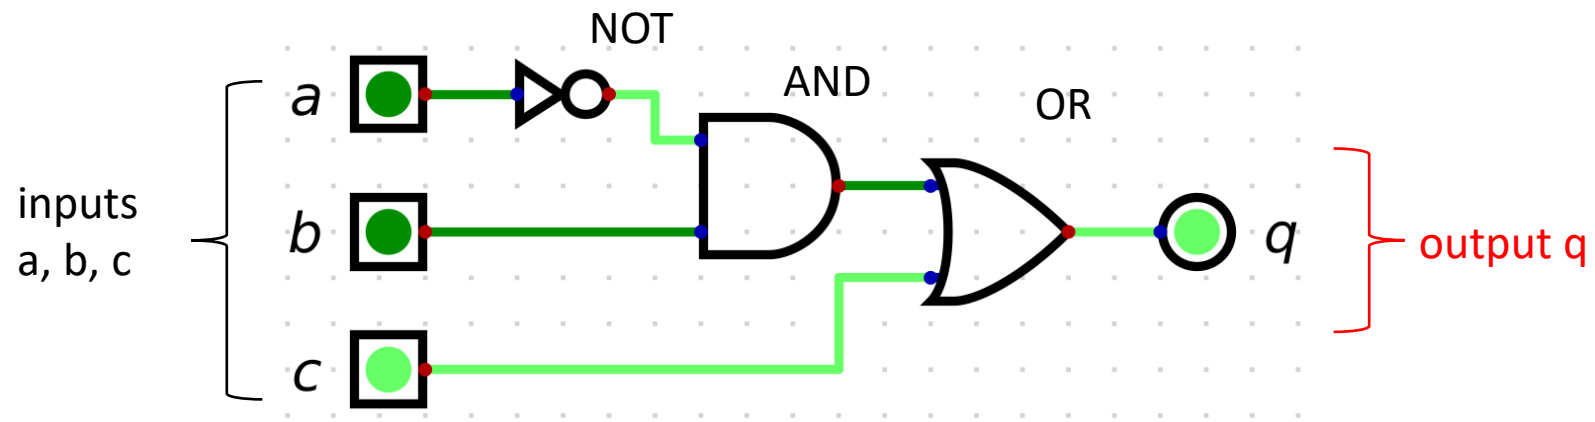 NOT
AND
OR
a
b
c
inputs
a, b, c
q
output q